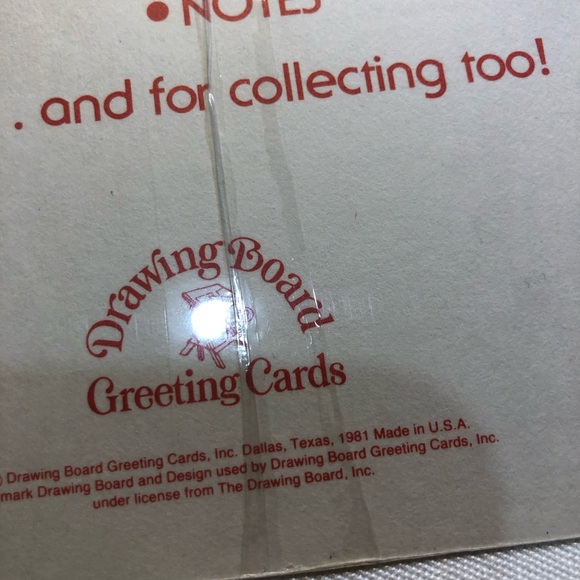 • NOTES
. and for collecting too!
Drawing Board
Greeting Cards
Drawing Board Greeting Cards, Inc. Dallas, Texas, 1981 Made in U.S.A.
mark Drawing Board and Design used by Drawing Board Greeting Cards, Inc.
under license from The Drawing Board, Inc.